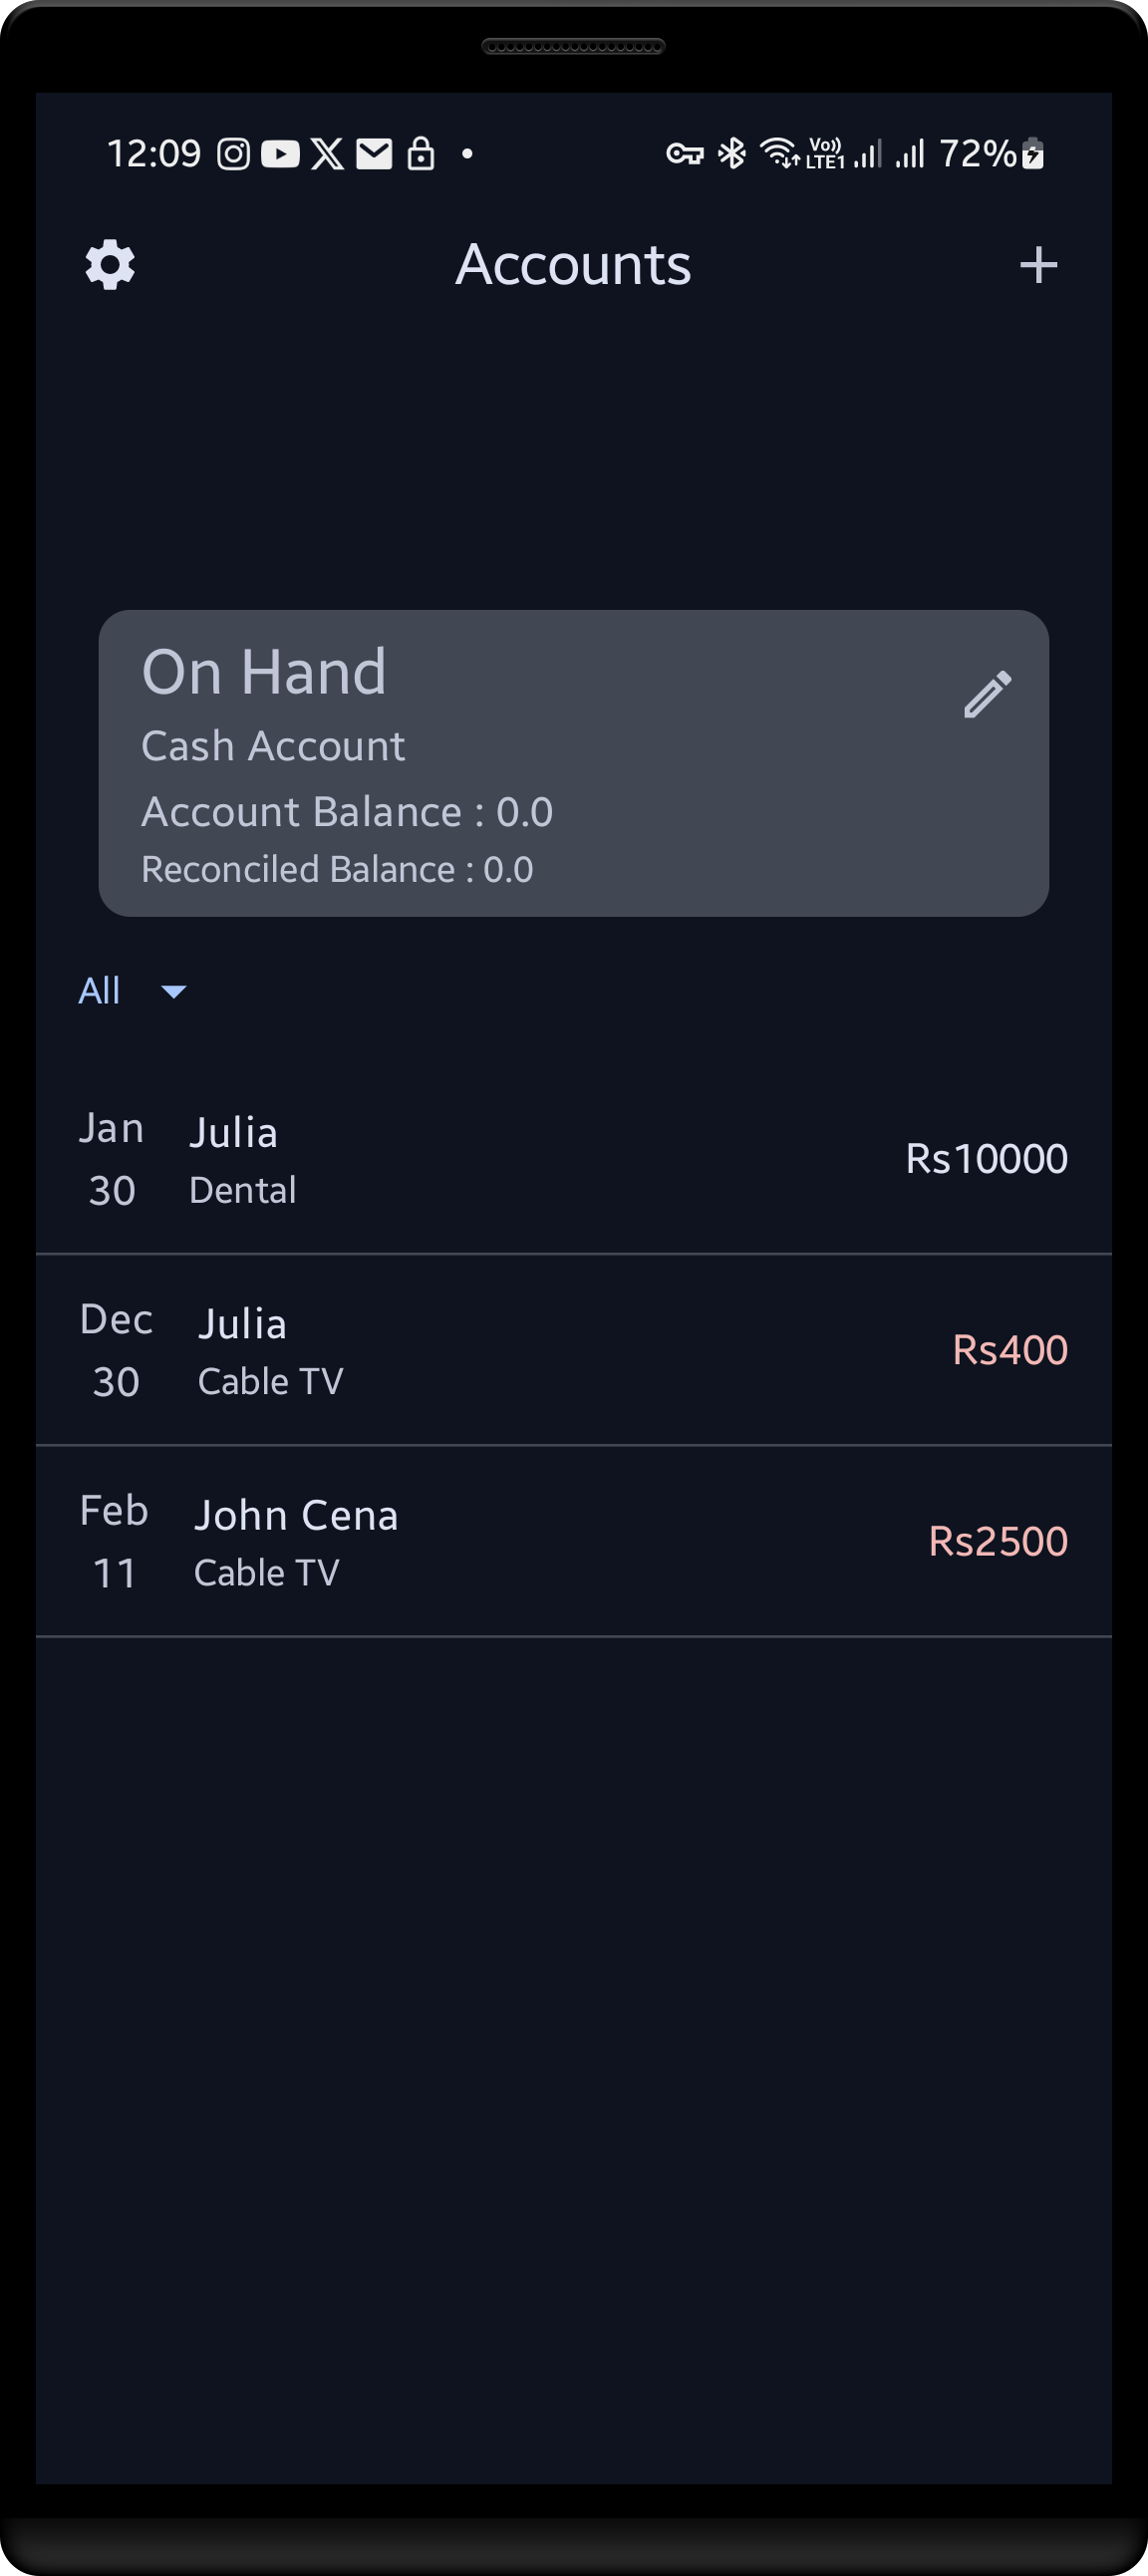 12:09 Vo)) LTE1 72%
Accounts
On Hand
Cash Account
Account Balance : 0.0
Reconciled Balance : 0.0
All
Jan 30
Julia
Dental
Rs10000
Dec 30
Julia
Cable TV
Rs400
Feb 11
John Cena
Cable TV
Rs2500